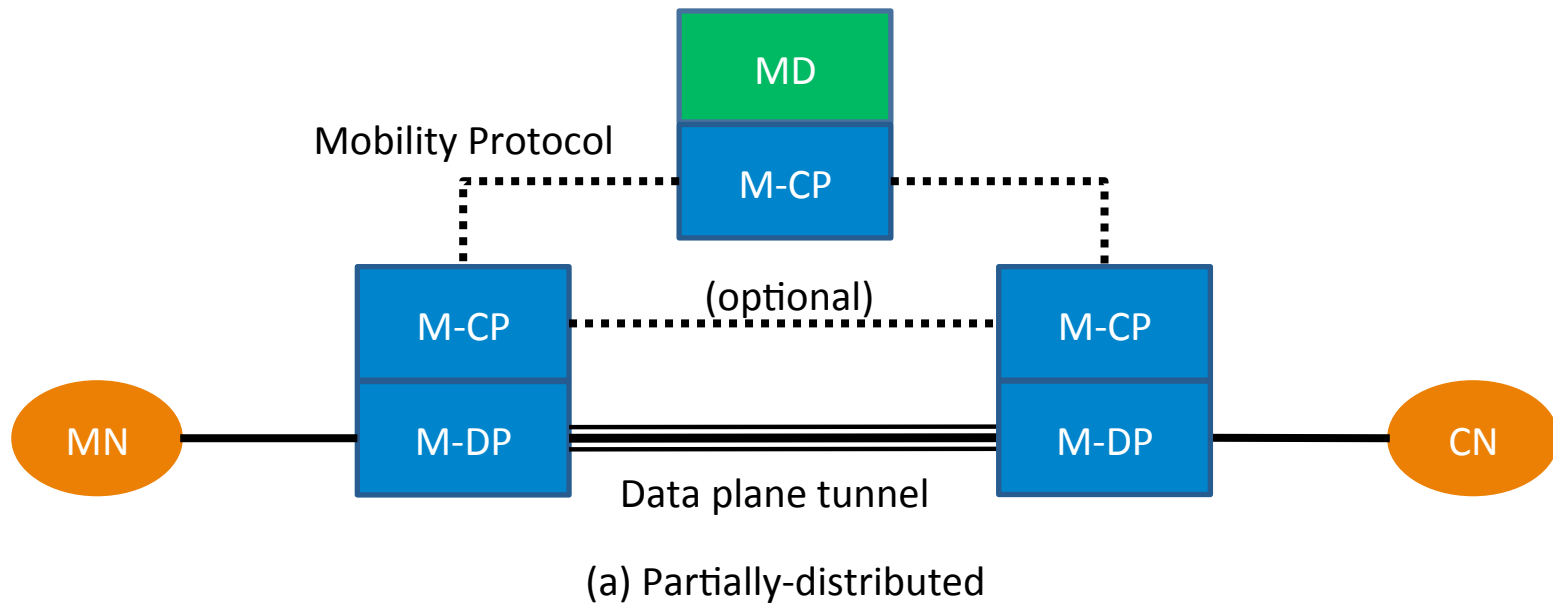 MD
Mobility Protocol
M-CP
(optional)
M-CP
M-CP
MN
M-DP
M-DP
CN
Data plane tunnel
(a) Partially-distributed